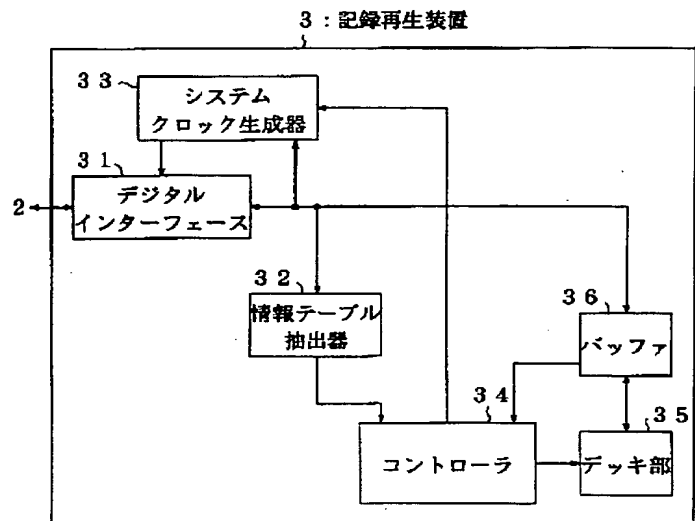 3:記録再生装置
33
システム
クロック生成器
31
デジタル
インターフェース
2
32
情報テーブル
抽出器
36
バッファ
34
コントローラ
35
デッキ部